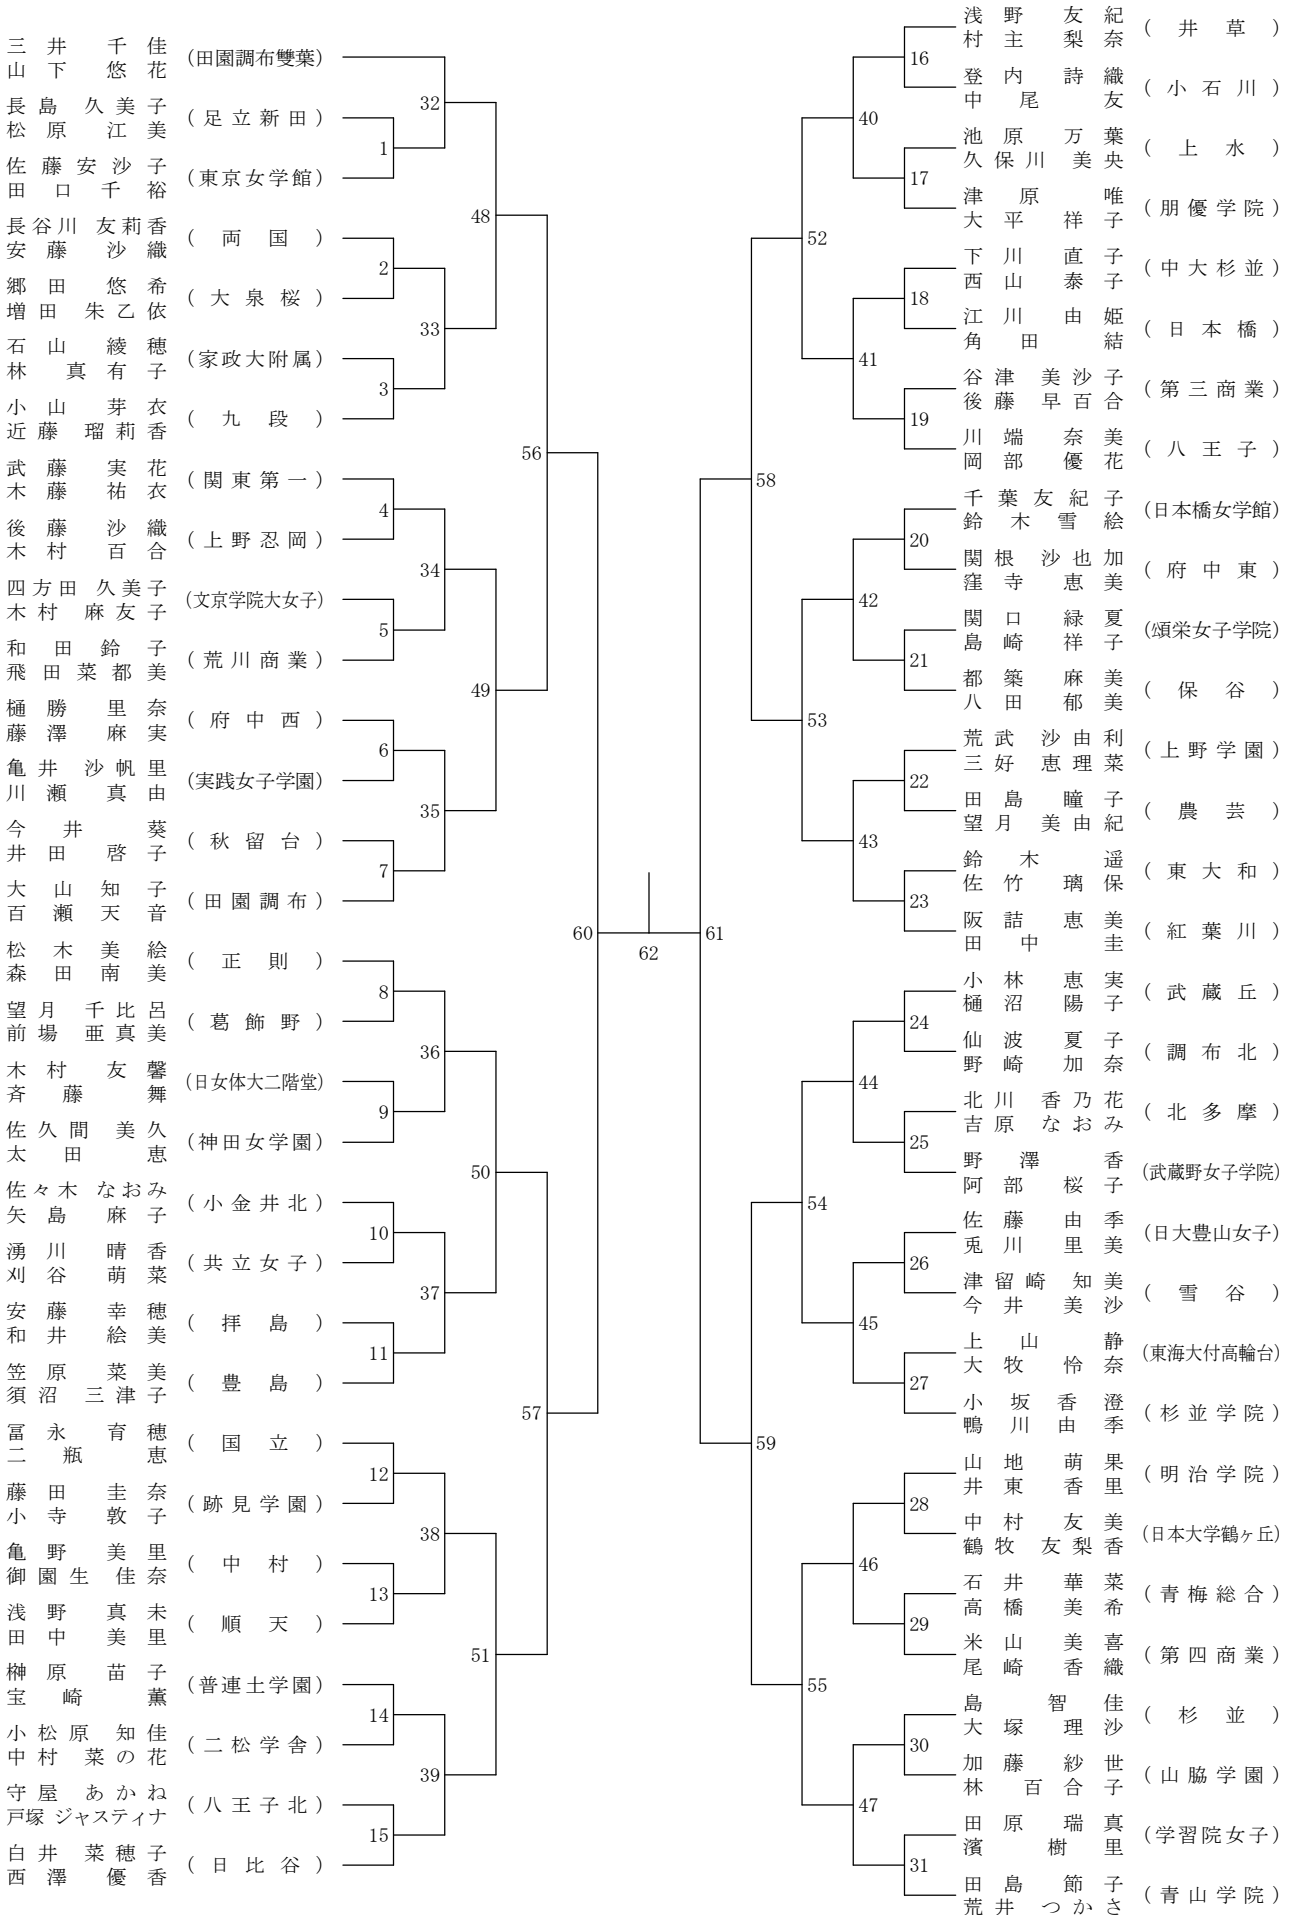 三井 千佳
山下 悠花
(田園調布雙葉)
長島 久美子
松原 江美
(足立新田)
佐藤 安沙子
田口 千裕
(東京女学館)
長谷川 友莉香
安藤 沙織
(両国)
郷田 悠希
増田 朱乙依
(大泉桜)
石山 綾穂
林 真有子
(家政大附属)
小山 芽衣
近藤 瑠莉香
(九段)
武藤 実花
木藤 祐衣
(関東第一)
後藤 沙織
木村 百合
(上野忍岡)
四方田 久美子
木村 麻友子
(文京学院大女子)
和田 鈴子
飛田 菜都美
(荒川商業)
樋勝 里奈
藤澤 麻実
(府中西)
亀井 沙帆里
川瀬 真由
(実践女子学園)
今井 葵
井田 啓子
(秋留台)
大山 知子
百瀬 天音
(田園調布)
松木 美絵
森田 南美
(正則)
望月 千比呂
前場 亜真美
(葛飾野)
木村 友馨
斉藤 舞
(日女体大二階堂)
佐久間 美久
太田 恵
(神田女学園)
佐々木 なおみ
矢島 麻子
(小金井北)
湧川 晴香
刈谷 萌菜
(共立女子)
安藤 幸穂
和井 絵美
(拝島)
笠原 菜美
須沼 三津子
(豊島)
冨永 育穂
二瓶 恵
(国立)
藤田 圭奈
小寺 敦子
(跡見学園)
亀野 美里
御園生 佳奈
(中村)
浅野 真未
田中 美里
(順天)
榊原 苗子
宝崎 薫
(普連土学園)
小松原 知佳
中村 菜の花
(二松学舎)
守屋 あかね
戸塚 ジャスティナ
(八王子北)
白井 菜穂子
西澤 優香
(日比谷)
1
2
3
4
5
6
7
8
9
10
11
12
13
14
15
32
33
34
35
36
37
38
39
48
49
50
51
56
57
60
62
61
58
59
52
53
54
55
40
41
42
43
44
45
46
47
16
17
18
19
20
21
22
23
24
25
26
27
28
29
30
31
浅野 友紀
村主 梨奈
(井草)
登内 詩織
中尾 友
(小石川)
池原 万葉
久保川 美央
(上水)
津原 唯
大平 祥子
(朋優学院)
下川 直子
西山 泰子
(中大杉並)
江川 由姫
角田 結
(日本橋)
谷津 美沙子
後藤 早百合
(第三商業)
川端 奈美
岡部 優花
(八王子)
千葉 友紀子
鈴木 雪絵
(日本橋女学館)
関根 沙也加
窪寺 恵美
(府中東)
関口 緑夏
島崎 祥子
(頌栄女子学院)
都築 麻美
八田 郁美
(保谷)
荒武 沙由利
三好 恵理菜
(上野学園)
田島 瞳子
望月 美由紀
(農芸)
鈴木 遥
佐竹 璃保
(東大和)
阪詰 恵美
田中 圭
(紅葉川)
小林 恵実
樋沼 陽子
(武蔵丘)
仙波 夏子
野崎 加奈
(調布北)
北川 香乃花
吉原 なおみ
(北多摩)
野澤 香
阿部 桜子
(武蔵野女子学院)
佐藤 由季
兎川 里美
(日大豊山女子)
津留崎 知美
今井 美沙
(雪谷)
上山 静
大牧 怜奈
(東海大付高輪台)
小坂 香澄
鴨川 由季
(杉並学院)
山地 萌果
井東 香里
(明治学院)
中村 友美
鶴牧 友梨香
(日本大学鶴ヶ丘)
石井 華菜
高橋 美希
(青梅総合)
米山 美喜
尾崎 香織
(第四商業)
島 智佳
大塚 理沙
(杉並)
加藤 紗世
林 百合子
(山脇学園)
田原 瑞真
濱 樹里
(学習院女子)
田島 節子
荒井 つかさ
(青山学院)